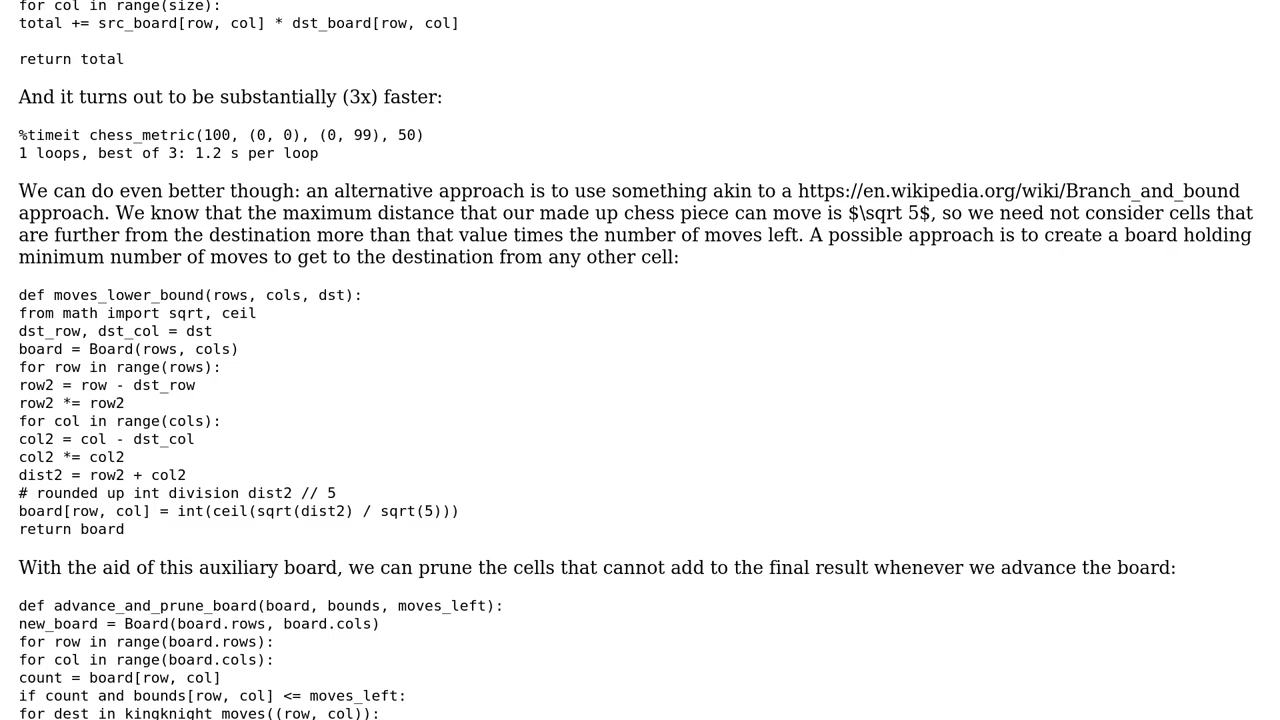 for col in range(size):
total += src_board[row, col] * dst_board[row, col]
return total
And it turns out to be substantially (3x) faster:
%timeit chess_metric(100, (0, 0), (0, 99), 50)
1 loops, best of 3: 1.2 s per loop
We can do even better though: an alternative approach is to use something akin to a https://en.wikipedia.org/wiki/Branch_and_bound
approach. We know that the maximum distance that our made up chess piece can move is $\sqrt 5$, so we need not consider cells that
are further from the destination more than that value times the number of moves left. A possible approach is to create a board holding
minimum number of moves to get to the destination from any other cell:
def moves_lower_bound(rows, cols, dst):
from math import sqrt, ceil
dst_row, dst_col = dst
board = Board(rows, cols)
for row in range(rows):
row2 = row - dst_row
row2 *= row2
for col in range(cols):
col2 = col - dst_col
col2 *= col2
dist2 = row2 + col2
# rounded up int division dist2 // 5
board[row, col] = int(ceil(sqrt(dist2) / sqrt(5)))
return board
With the aid of this auxiliary board, we can prune the cells that cannot add to the final result whenever we advance the board:
def advance_and_prune_board(board, bounds, moves_left):
new_board = Board(board.rows, board.cols)
for row in range(board.rows):
for col in range(board.cols):
count = board[row, col]
if count and bounds[row, col] <= moves_left:
for dest in kingknight_moves((row, col)):